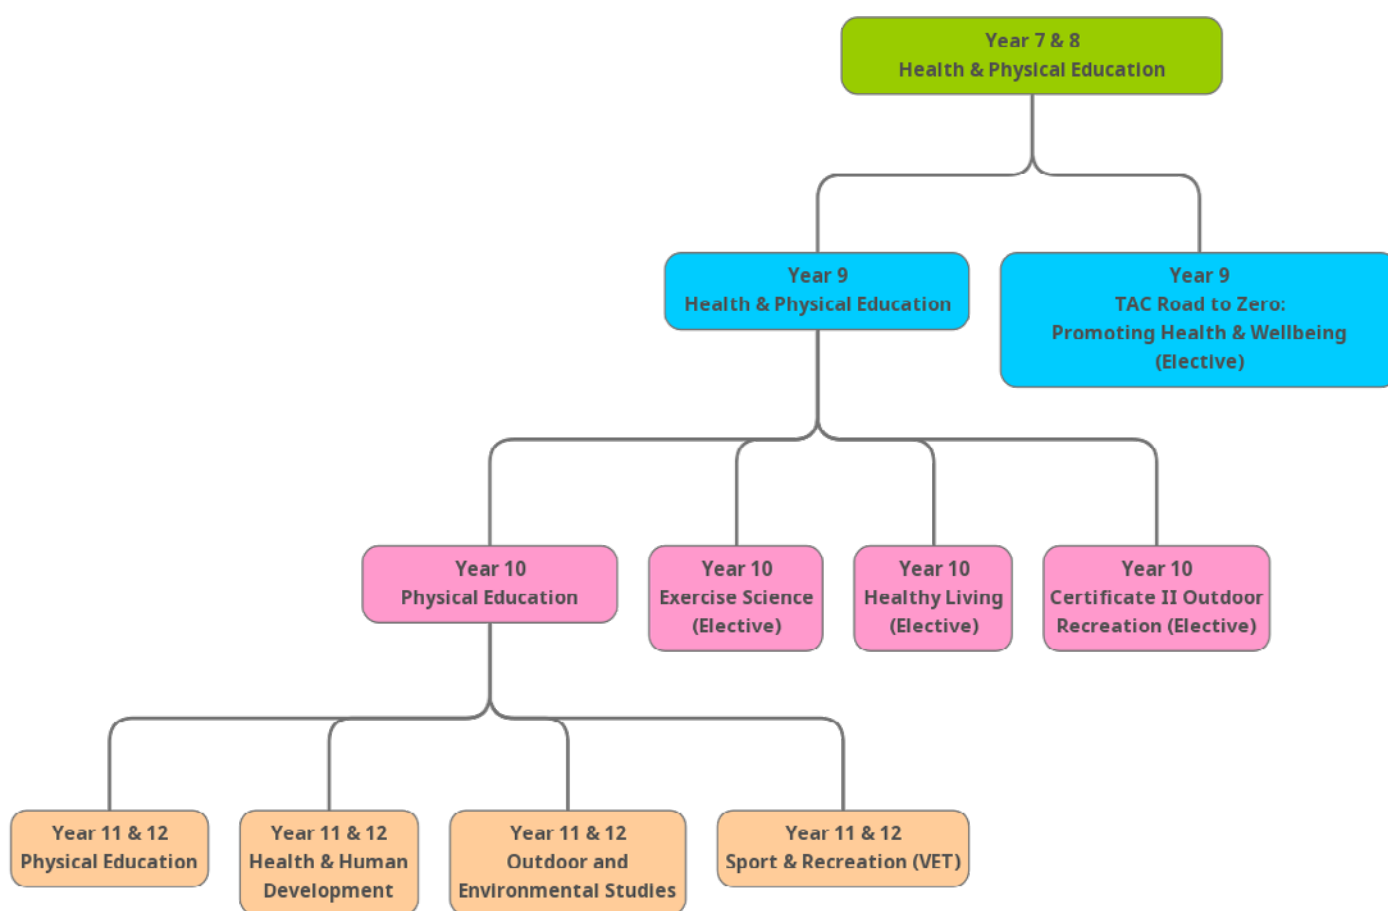 Year 7 & 8
Health & Physical Education
Year 9
Health & Physical Education
Year 9
TAC Road to Zero:
Promoting Health & Wellbeing
(Elective)
Year 10
Physical Education
Year 10
Exercise Science
(Elective)
Year 10
Healthy Living
(Elective)
Year 10
Certificate II Outdoor
Recreation (Elective)
Year 11 & 12
Physical Education
Year 11 & 12
Health & Human
Development
Year 11 & 12
Outdoor and
Environmental Studies
Year 11 & 12
Sport & Recreation (VET)